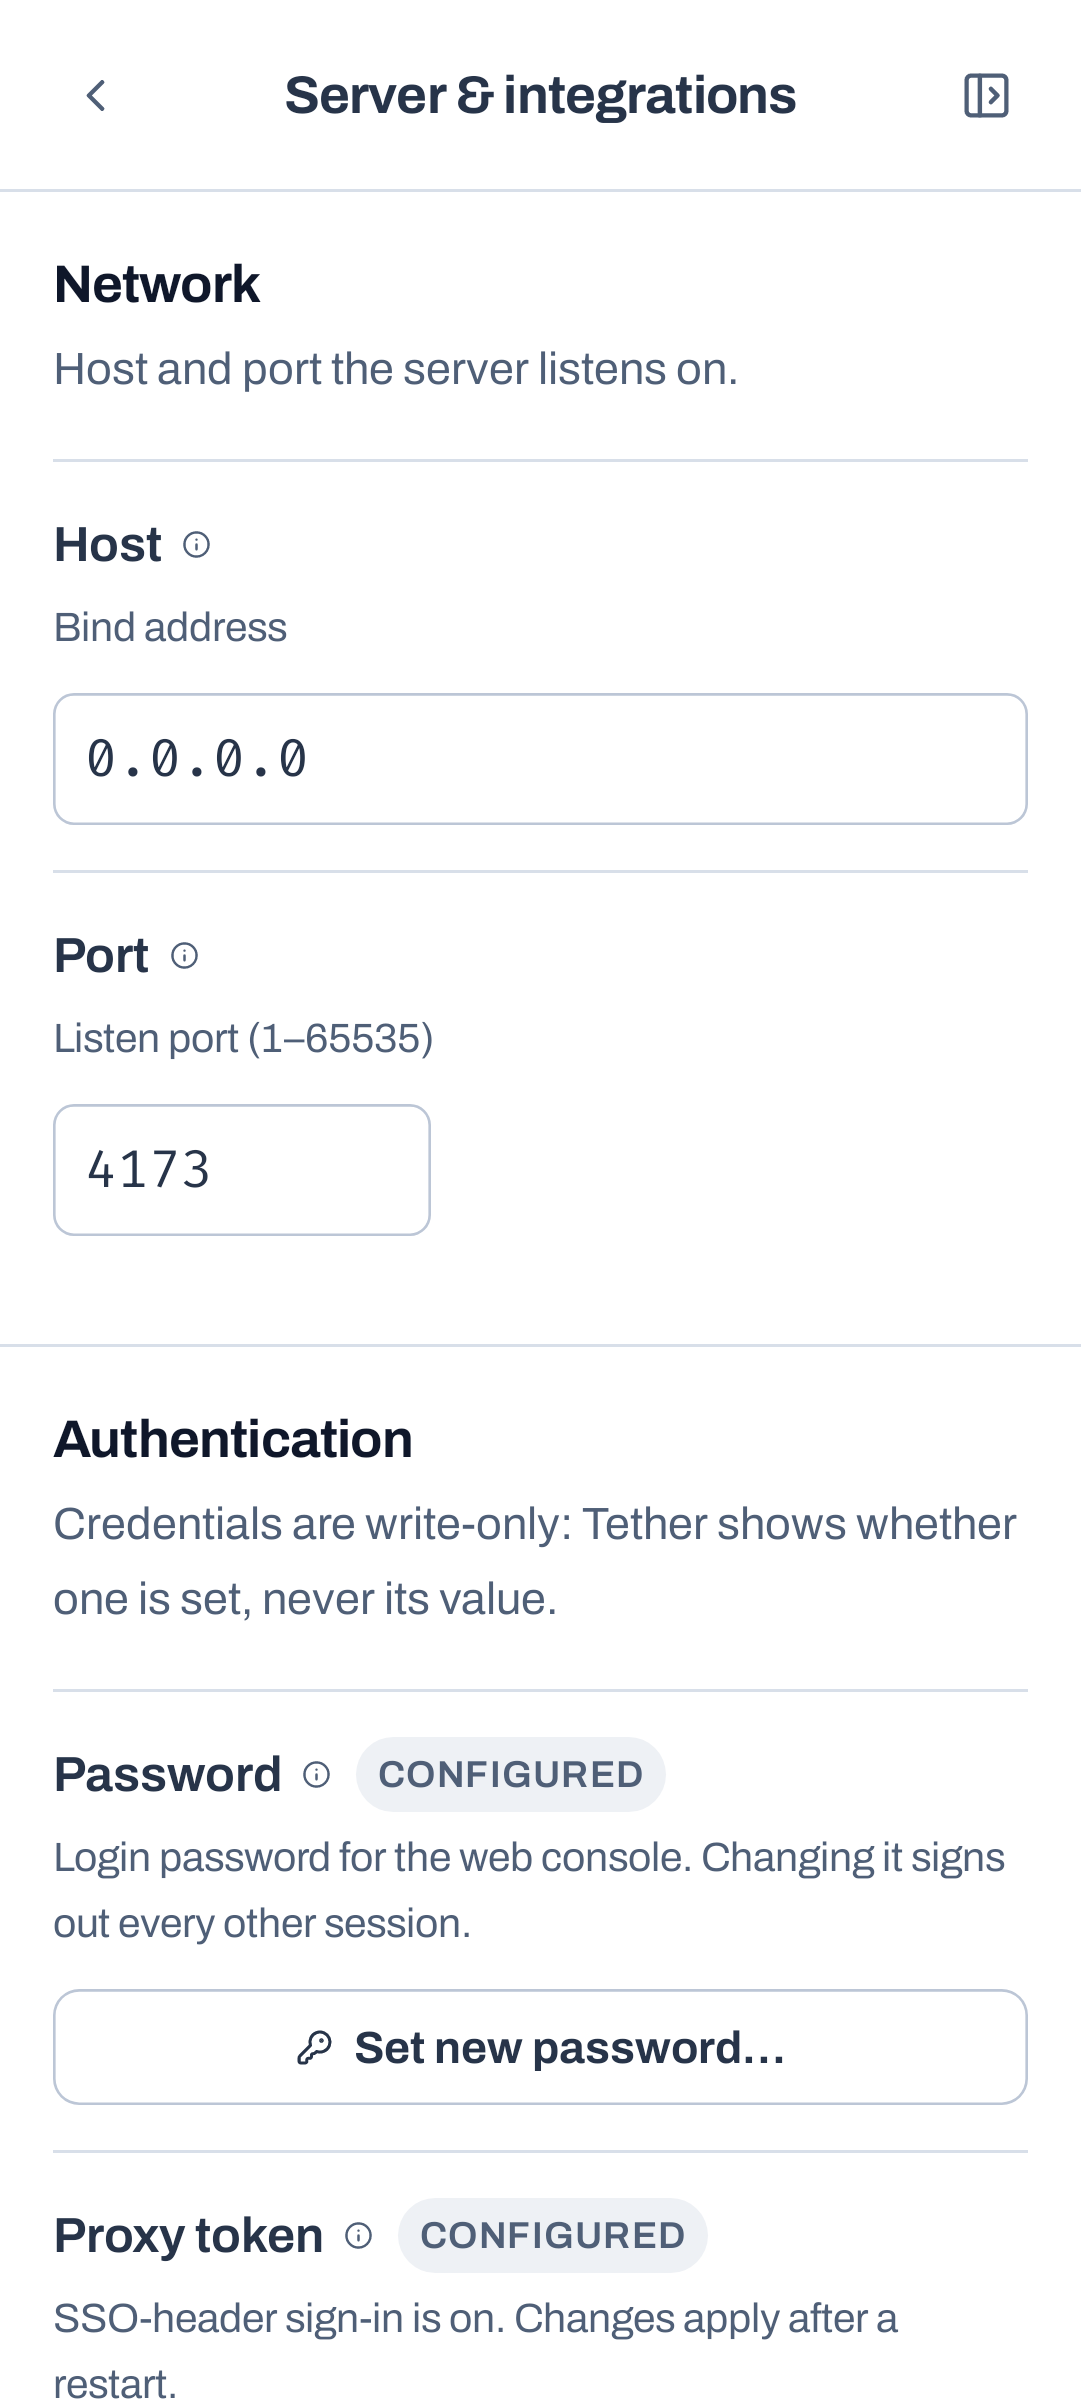 Server & integrations
Network
Host and port the server listens on.
Host
Bind address
0.0.0.0
Port
Listen port (1–65535)
4173
Authentication
Credentials are write-only: Tether shows whether
one is set, never its value.
Password CONFIGURED
Login password for the web console. Changing it signs
out every other session.
Set new password...
Proxy token CONFIGURED
SSO-header sign-in is on. Changes apply after a
restart.